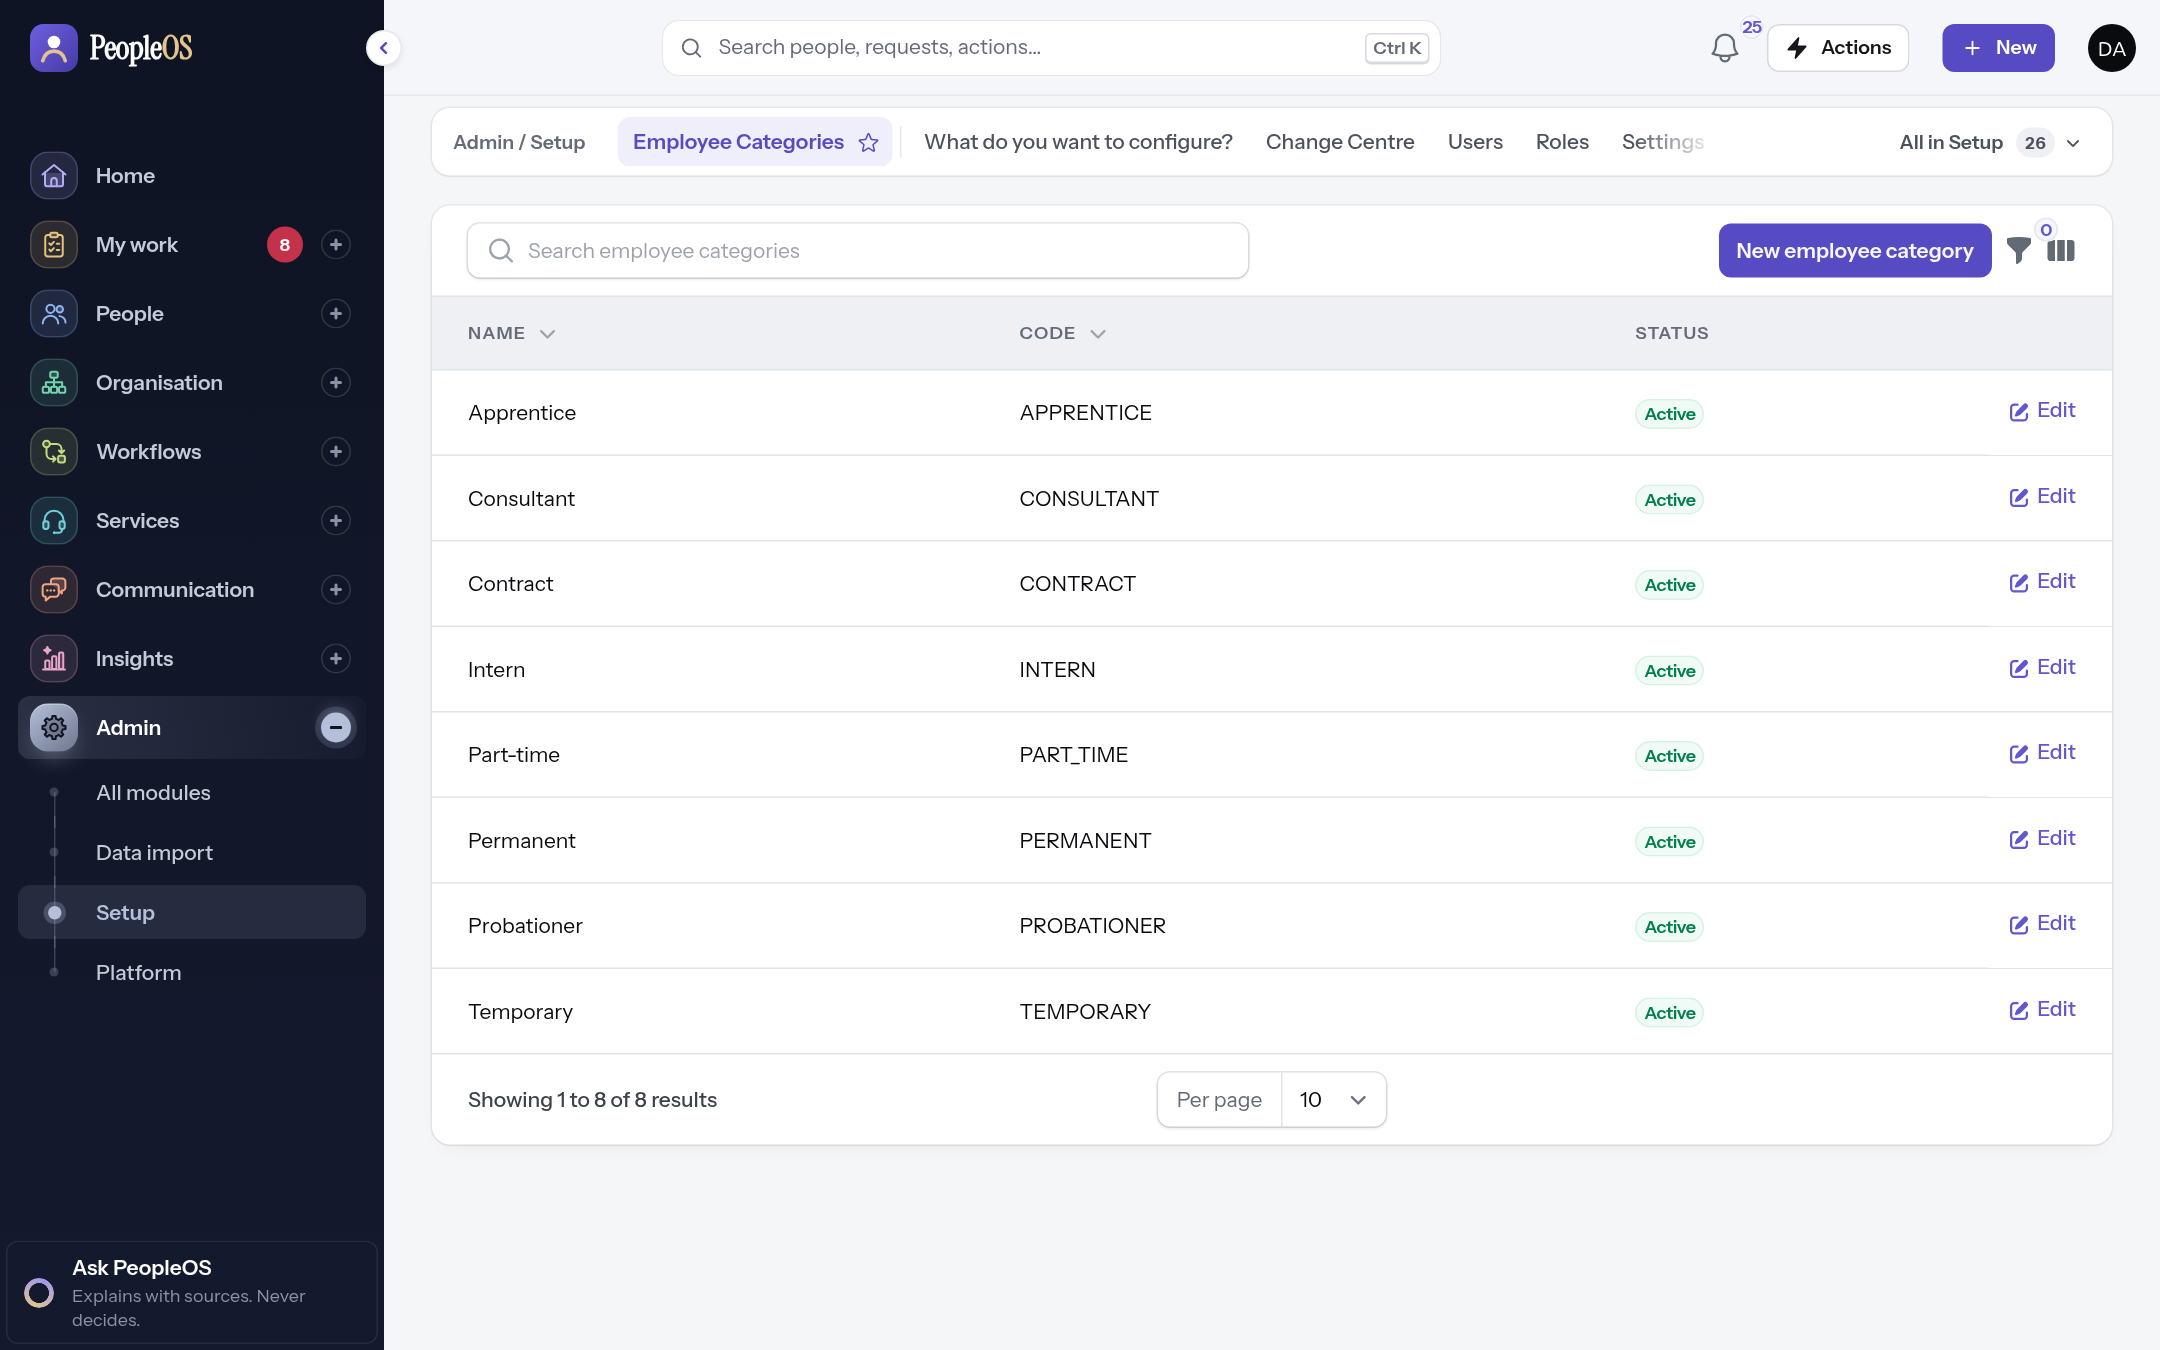 PeopleOS
Search people, requests, actions...
Ctrl K
25
Actions
New
DA
Home
My work
8
People
Organisation
Workflows
Services
Communication
Insights
Admin
All modules
Data import
Setup
Platform
Ask PeopleOS
Explains with sources. Never
decides.
Admin / Setup
Employee Categories
What do you want to configure?
Change Centre
Users
Roles
Settings
All in Setup
26
Search employee categories
New employee category
0
NAME
CODE
STATUS
Apprentice
APPRENTICE
Active
Edit
Consultant
CONSULTANT
Active
Edit
Contract
CONTRACT
Active
Edit
Intern
INTERN
Active
Edit
Part-time
PART_TIME
Active
Edit
Permanent
PERMANENT
Active
Edit
Probationer
PROBATIONER
Active
Edit
Temporary
TEMPORARY
Active
Edit
Showing 1 to 8 of 8 results
Per page
10